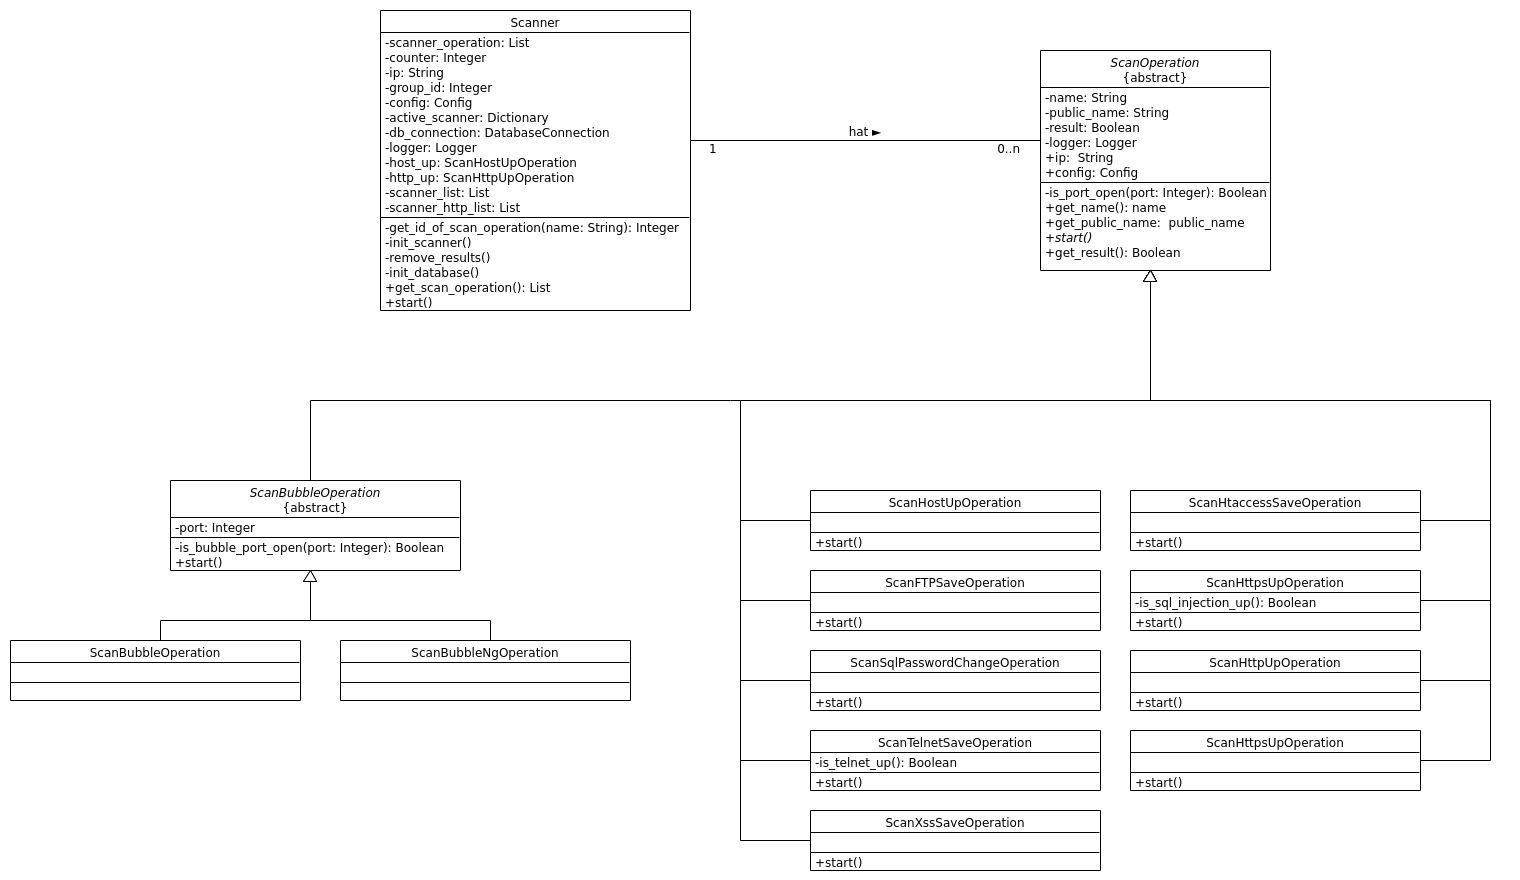 Scanner
-scanner_operation: List
-counter: Integer
-ip: String
-group_id: Integer
-config: Config
-active_scanner: Dictionary
-db_connection: DatabaseConnection
-logger: Logger
-host_up: ScanHostUpOperation
-http_up: ScanHttpUpOperation
-scanner_list: List
-scanner_http_list: List
-get_id_of_scan_operation(name: String): Integer
-init_scanner()
-remove_results()
-init_database()
+get_scan_operation(): List
+start()
hat ►
1
0..n
ScanOperation
{abstract}
-name: String
-public_name: String
-result: Boolean
-logger: Logger
+ip:  String
+config: Config
-is_port_open(port: Integer): Boolean
+get_name(): name
+get_public_name:  public_name
+start()
+get_result(): Boolean
ScanBubbleOperation
{abstract}
-port: Integer
-is_bubble_port_open(port: Integer): Boolean
+start()
ScanBubbleOperation
ScanBubbleNgOperation
ScanHostUpOperation
+start()
ScanFTPSaveOperation
+start()
ScanSqlPasswordChangeOperation
+start()
ScanTelnetSaveOperation
-is_telnet_up(): Boolean
+start()
ScanXssSaveOperation
+start()
ScanHtaccessSaveOperation
+start()
ScanHttpsUpOperation
-is_sql_injection_up(): Boolean
+start()
ScanHttpUpOperation
+start()
ScanHttpsUpOperation
+start()